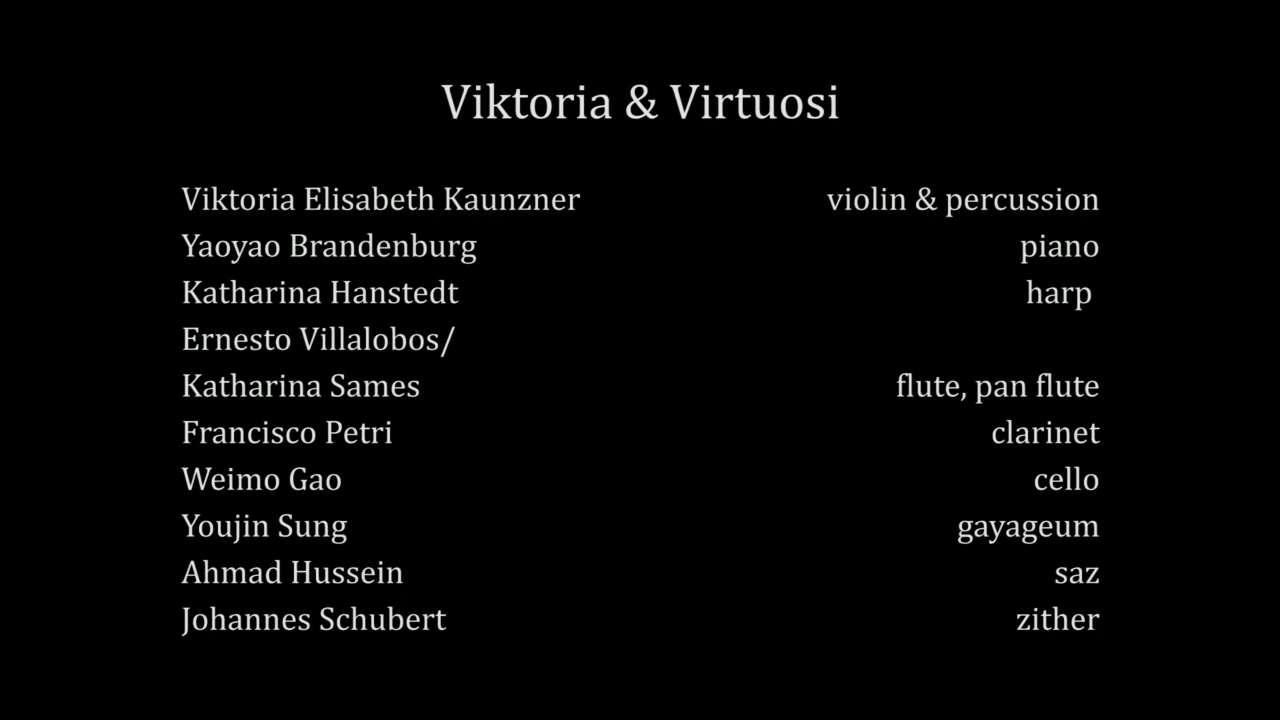 Viktoria & Virtuosi
Viktoria Elisabeth Kaunzner violin & percussion
Yaoyao Brandenburg piano
Katharina Hanstedt harp
Ernesto Villalobos/
Katharina Sames flute, pan flute
Francisco Petri clarinet
Weimo Gao cello
Youjin Sung gayageum
Ahmad Hussein saz
Johannes Schubert zither